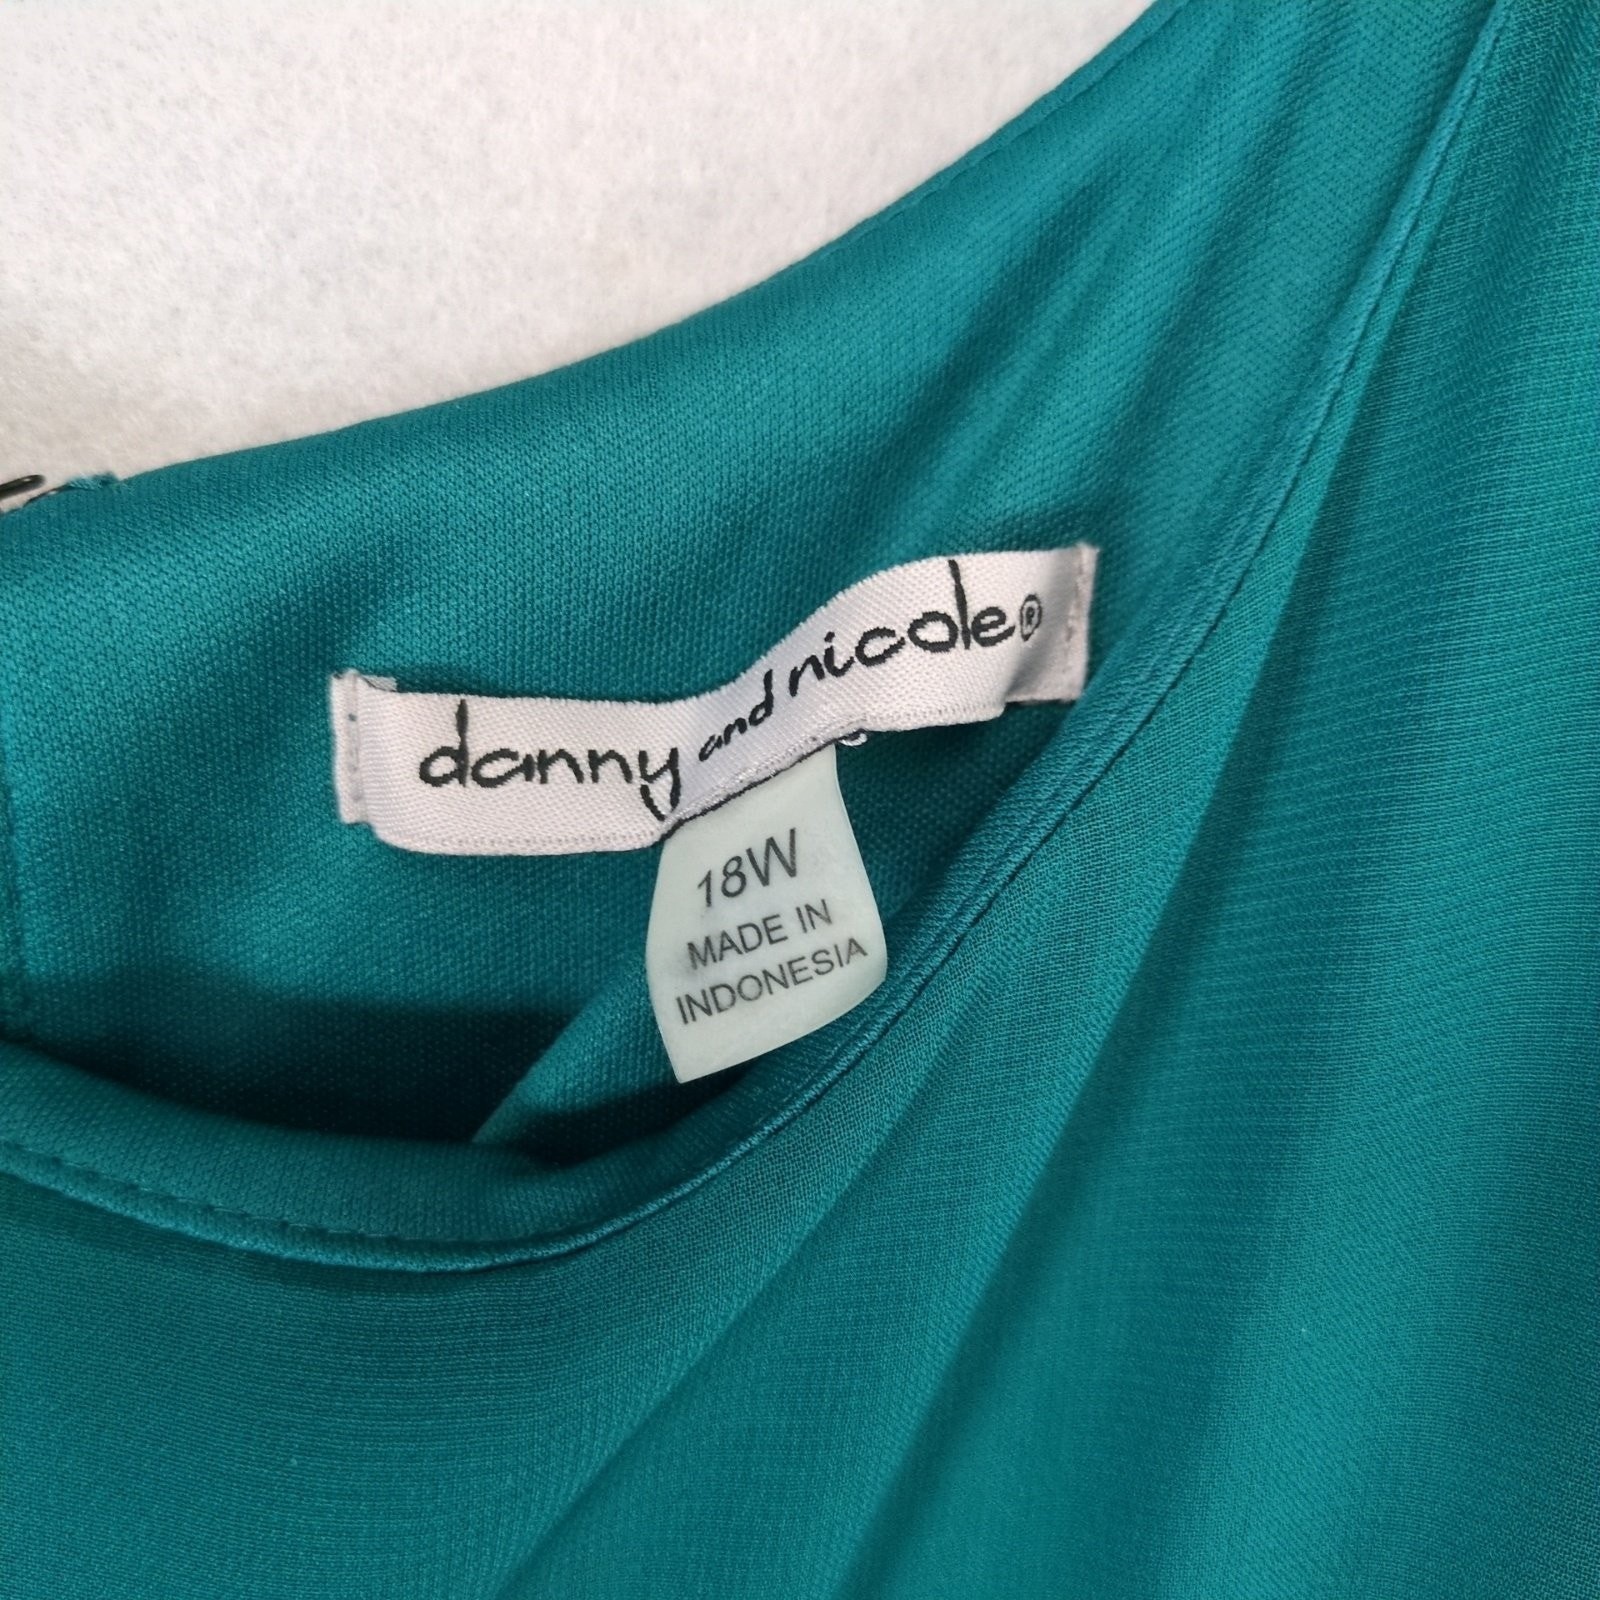 danny and nicole®
18W
MADE IN
INDONESIA